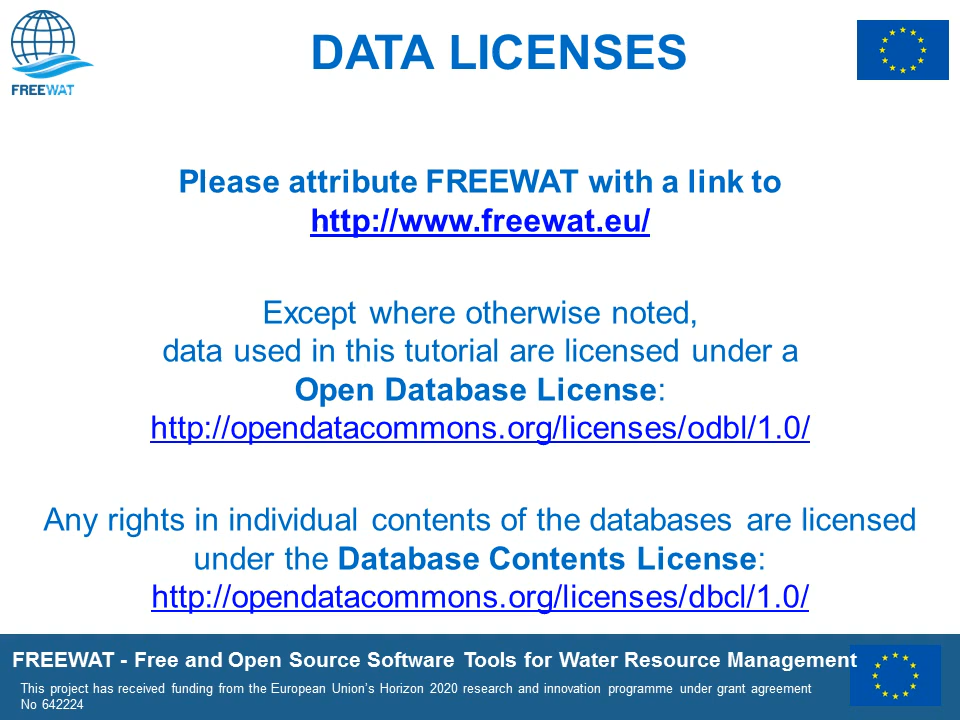 DATA LICENSES
FREEWAT
Please attribute FREEWAT with a link to
http://www.freewat.eu/
Except where otherwise noted,
data used in this tutorial are licensed under a
Open Database License:
http://opendatacommons.org/licenses/odbl/1.0/
Any rights in individual contents of the databases are licensed
under the Database Contents License:
http://opendatacommons.org/licenses/dbcl/1.0/
FREEWAT - Free and Open Source Software Tools for Water Resource Management
This project has received funding from the European Union’s Horizon 2020 research and innovation programme under grant agreement
No 642224